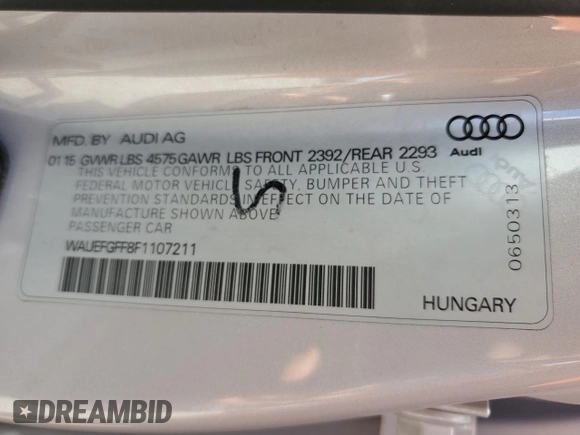 MFD. BY AUDI AG
01 15 GVWR LBS 4575 GAWR LBS FRONT 2392/REAR 2293
THIS VEHICLE CONFORMS TO ALL APPLICABLE U.S.
FEDERAL MOTOR VEHICLE SAFETY, BUMPER AND THEFT
PREVENTION STANDARDS IN EFFECT ON THE DATE OF
MANUFACTURE SHOWN ABOVE
PASSENGER CAR
WAUEFGFF8F1107211
Audi
Audi
0650313
HUNGARY
DREAMBID